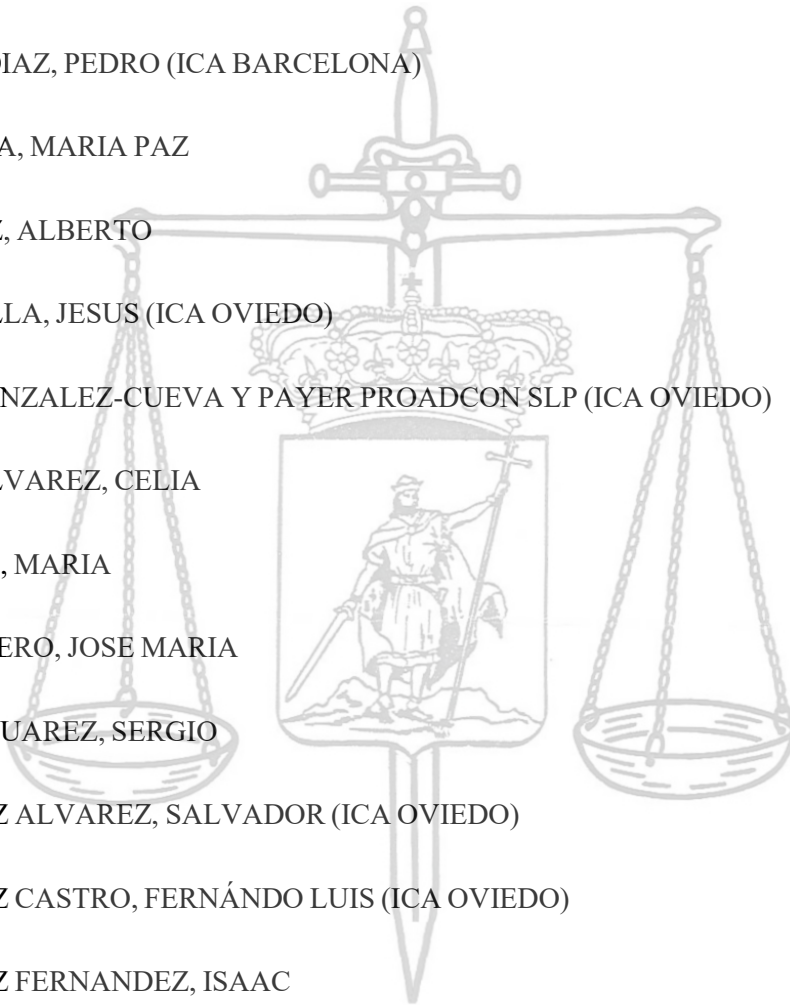 DIAZ, PEDRO (ICA BARCELONA)
A, MARIA PAZ
Z, ALBERTO
LLA, JESUS (ICA OVIEDO)
NZALEZ-CUEVA Y PAYER PROADCON SLP (ICA OVIEDO)
LVAREZ, CELIA
, MARIA
ERO, JOSE MARIA
UAREZ, SERGIO
Z ALVAREZ, SALVADOR (ICA OVIEDO)
Z CASTRO, FERNÁNDO LUIS (ICA OVIEDO)
Z FERNANDEZ, ISAAC